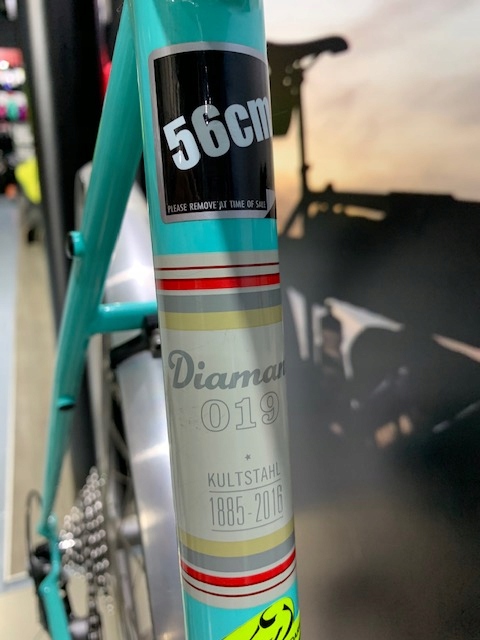 56cm
PLEASE REMOVE AT TIME OF SALE
Diaman
019
KULTSTAHL
1885-2016